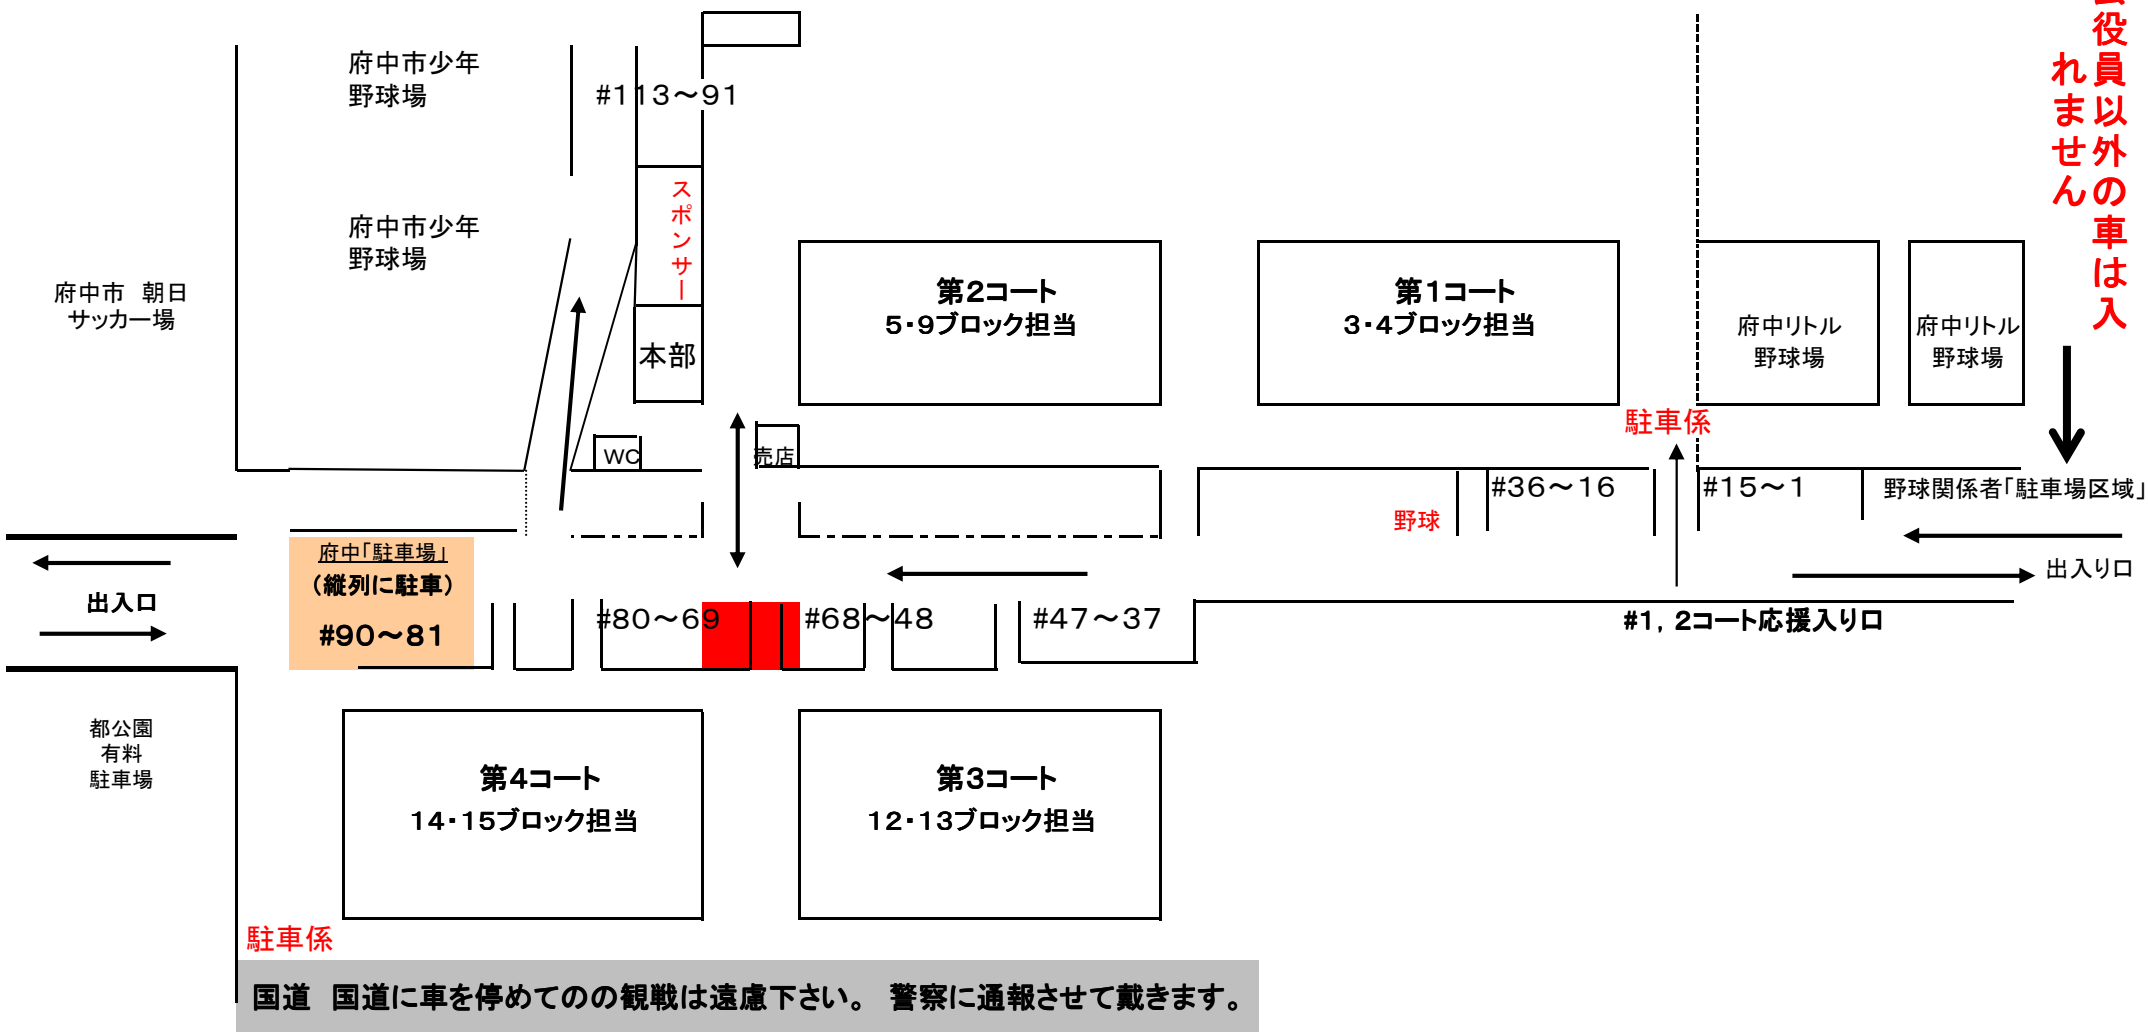 役員以外の車は入
れません
府中市少年
野球場
#113～91
府中市少年
野球場
スポンサー
府中市　朝日
サッカー場
第2コート
5・9ブロック担当
第1コート
3・4ブロック担当
府中リトル
野球場
府中リトル
野球場
本部
駐車係
WC
売店
#36～16
#15～1
野球関係者「駐車場区域」
野球
府中「駐車場」
(縦列に駐車)
#90～81
出入口
出入り口
#80～69
#68～48
#47～37
#1, 2コート応援入り口
都公園
有料
駐車場
第4コート
14・15ブロック担当
第3コート
12・13ブロック担当
駐車係
国道　国道に車を停めてのの観戦は遠慮下さい。　警察に通報させて戴きます。